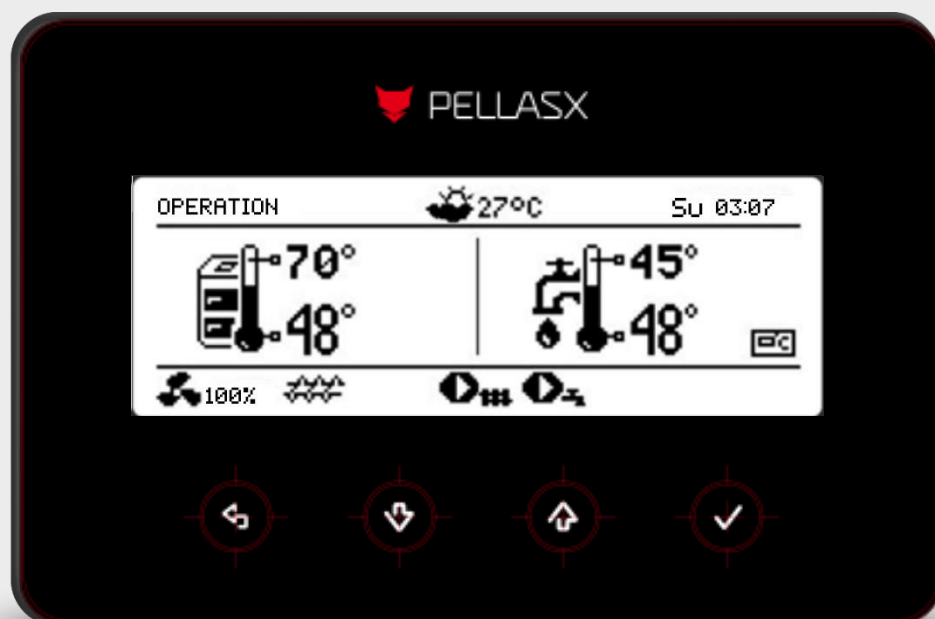 PELLASX
OPERATION 27°C Su 03:07
70° 45°
48° 48°
C
100%